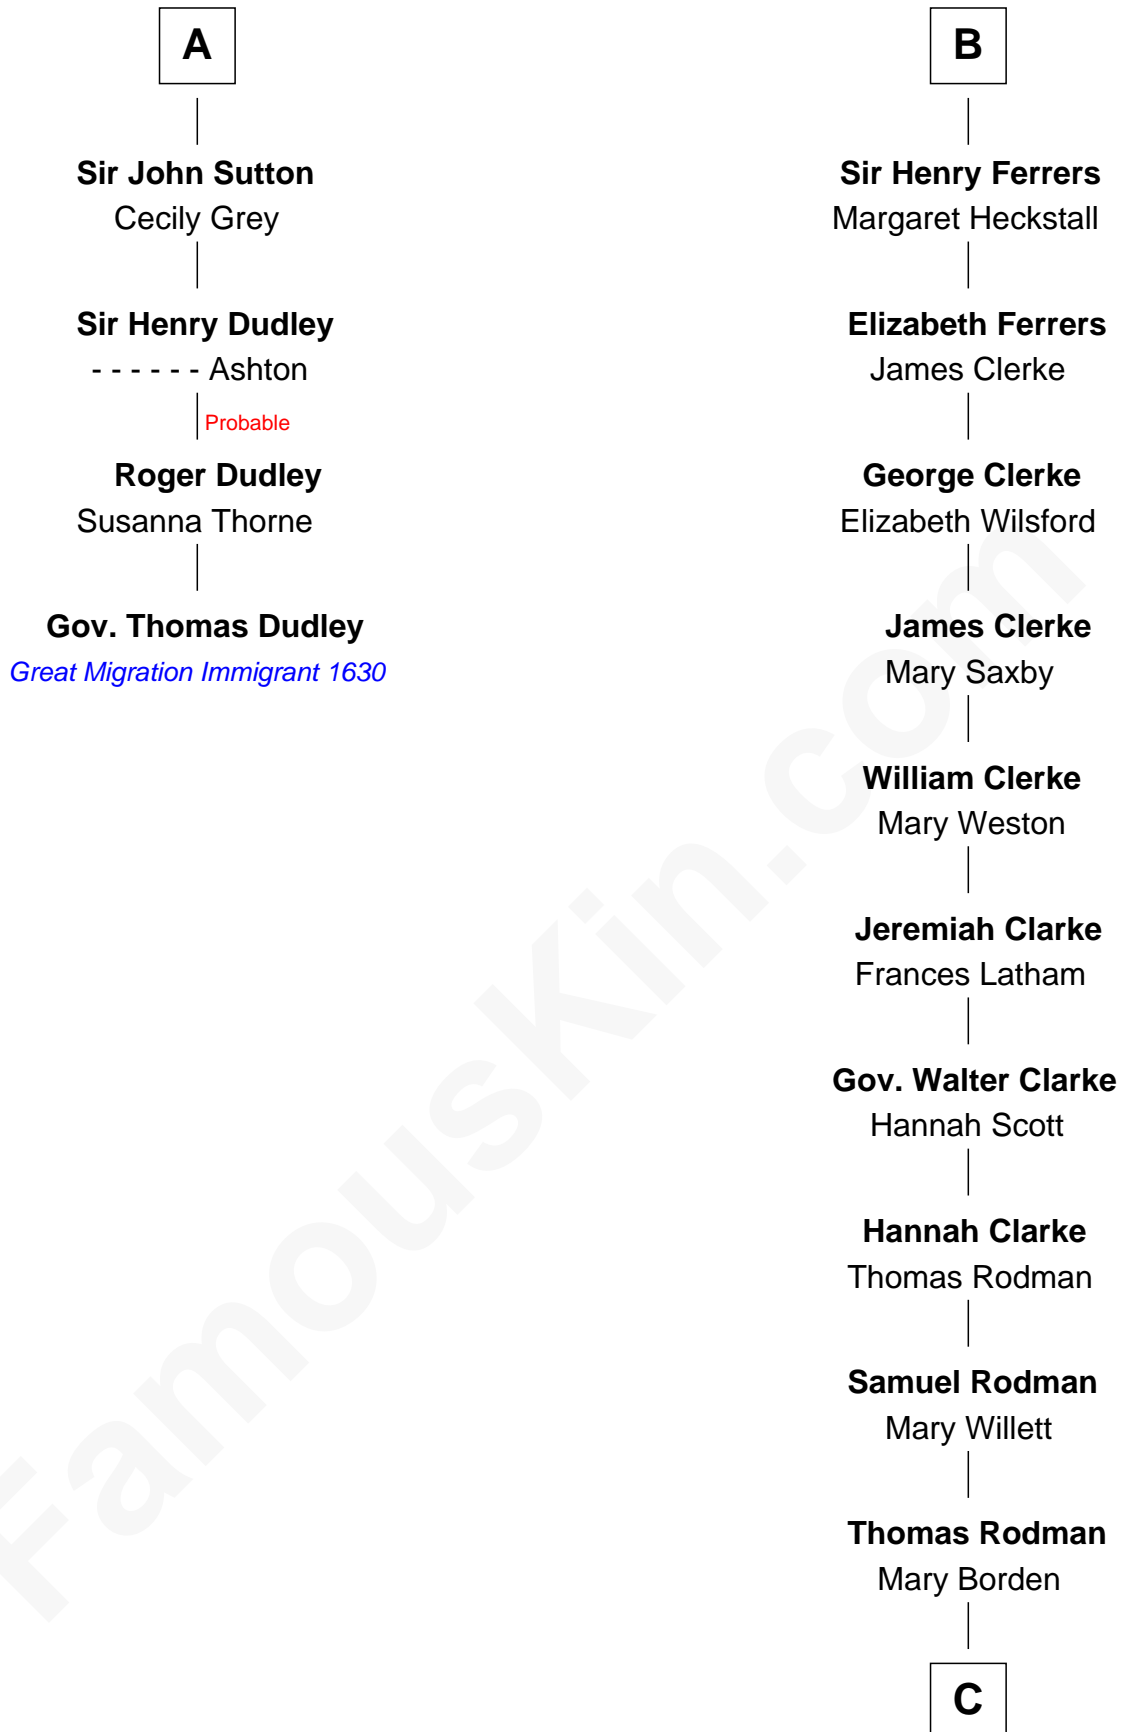 A
Sir John Sutton
Cecily Grey
Sir Henry Dudley
- - - - - - Ashton
Probable
Roger Dudley
Susanna Thorne
Gov. Thomas Dudley
Great Migration Immigrant 1630
B
Sir Henry Ferrers
Margaret Heckstall
Elizabeth Ferrers
James Clerke
George Clerke
Elizabeth Wilsford
James Clerke
Mary Saxby
William Clerke
Mary Weston
Jeremiah Clarke
Frances Latham
Gov. Walter Clarke
Hannah Scott
Hannah Clarke
Thomas Rodman
Samuel Rodman
Mary Willett
Thomas Rodman
Mary Borden
C
FamousKin.com